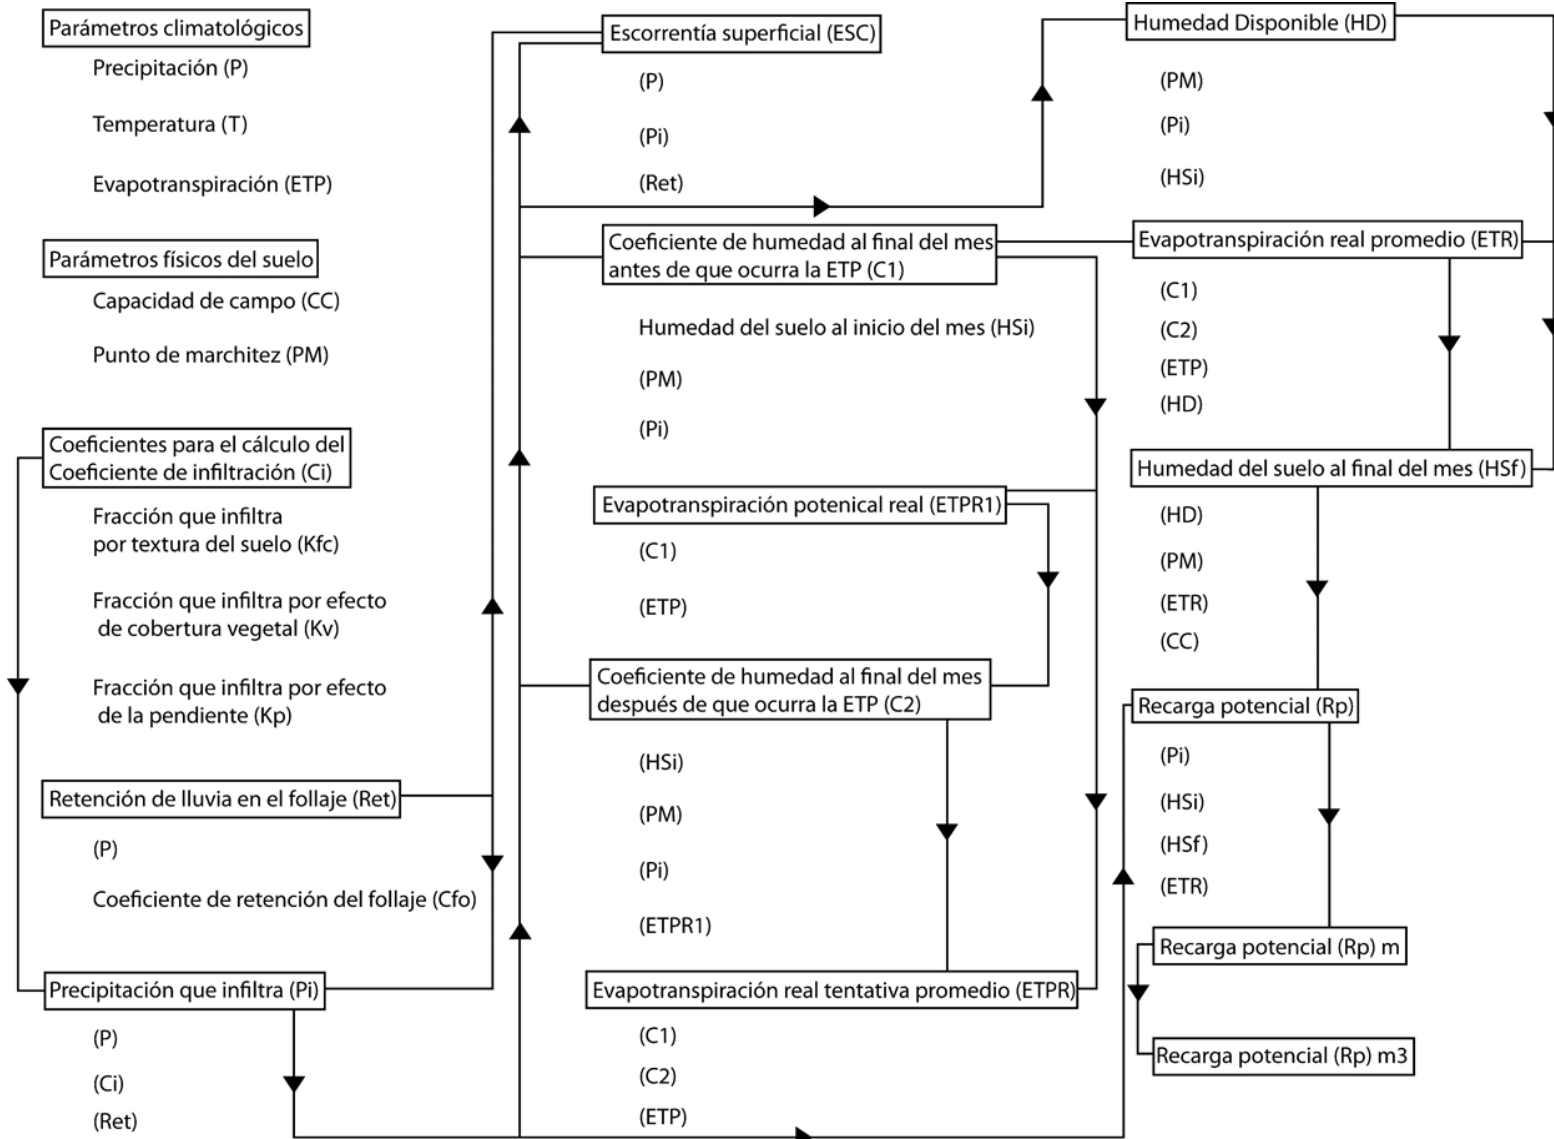 Parámetros climatológicos
Precipitación (P)
Temperatura (T)
Evapotranspiración (ETP)
Parámetros físicos del suelo
Capacidad de campo (CC)
Punto de marchitez (PM)
Coeficientes para el cálculo del
Coeficiente de infiltración (Ci)
Fracción que infiltra
por textura del suelo (Kfc)
Fracción que infiltra por efecto
de cobertura vegetal (Kv)
Fracción que infiltra por efecto
de la pendiente (Kp)
Retención de lluvia en el follaje (Ret)
(P)
Coeficiente de retención del follaje (Cfo)
Precipitación que infiltra (Pi)
(P)
(Ci)
(Ret)
Escorrentía superficial (ESC)
(P)
(Pi)
(Ret)
Coeficiente de humedad al final del mes
antes de que ocurra la ETP (C1)
Humedad del suelo al inicio del mes (HSi)
(PM)
(Pi)
Evapotranspiración potenical real (ETPR1)
(C1)
(ETP)
Coeficiente de humedad al final del mes
después de que ocurra la ETP (C2)
(HSi)
(PM)
(Pi)
(ETPR1)
Evapotranspiración real tentativa promedio (ETPR)
(C1)
(C2)
(ETP)
Humedad Disponible (HD)
(PM)
(Pi)
(HSi)
Evapotranspiración real promedio (ETR)
(C1)
(C2)
(ETP)
(HD)
Humedad del suelo al final del mes (HSf)
(HD)
(PM)
(ETR)
(CC)
Recarga potencial (Rp)
(Pi)
(HSi)
(HSf)
(ETR)
Recarga potencial (Rp) m
Recarga potencial (Rp) m3